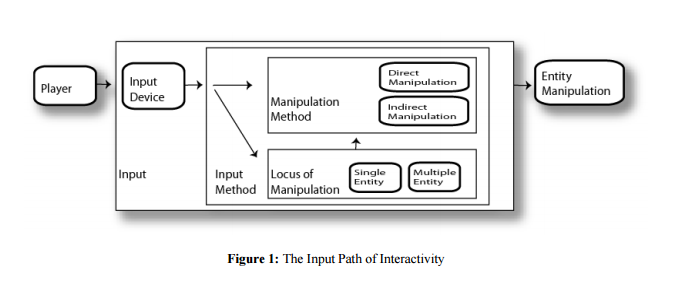 Player
Input
Device
Input
Input
Method
Manipulation
Method
Direct
Manipulation
Indirect
Manipulation
Locus of
Manipulation
Single
Entity
Multiple
Entity
Entity
Manipulation
Figure 1: The Input Path of Interactivity